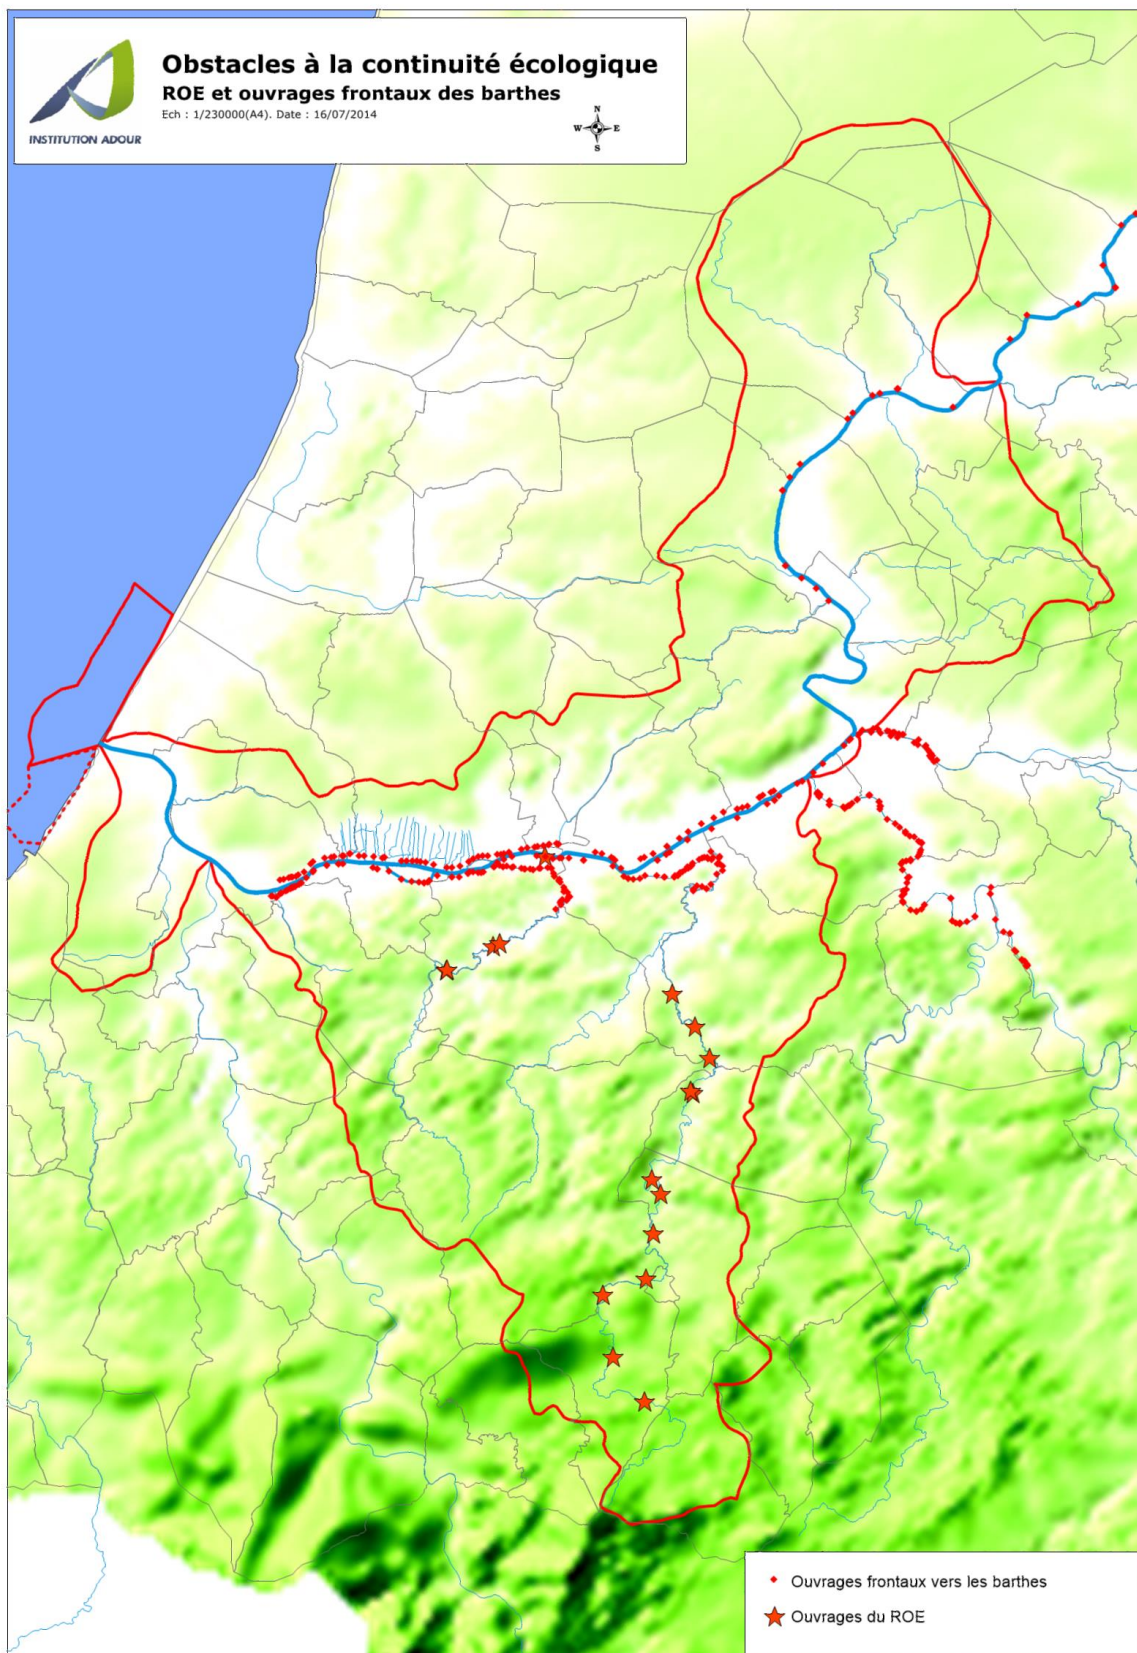 Obstacles à la continuité écologique
ROE et ouvrages frontaux des barthes
Ech : 1/230000(A4). Date : 16/07/2014
INSTITUTION ADOUR
N
W E
S
Ouvrages frontaux vers les barthes
Ouvrages du ROE